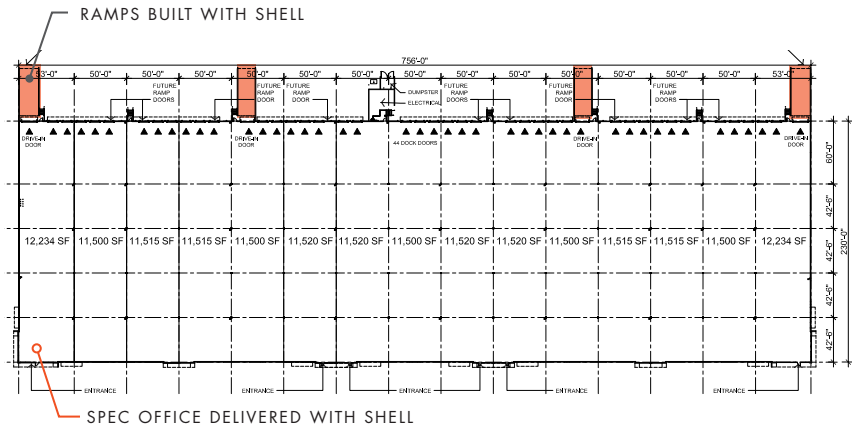 RAMPS BUILT WITH SHELL
756'-0"
53'-0" 50'-0" 50'-0" 50'-0" 50'-0" 50'-0" 50'-0" 50'-0" 50'-0" 50'-0" 50'-0" 50'-0" 50'-0" 50'-0" 53'-0"
FUTURE RAMP DOORS
FUTURE RAMP DOOR
FUTURE RAMP DOOR
DUMPSTER
ELECTRICAL
FUTURE RAMP DOORS
FUTURE RAMP DOOR
FUTURE RAMP DOORS
DRIVE-IN DOOR
DRIVE-IN DOOR
44 DOCK DOORS
DRIVE-IN DOOR
DRIVE-IN DOOR
60'-0"
42'-6"
230'-0"
12,234 SF 11,500 SF 11,515 SF 11,515 SF 11,500 SF 11,520 SF 11,520 SF 11,500 SF 11,520 SF 11,520 SF 11,500 SF 11,515 SF 11,515 SF 11,500 SF 12,234 SF
42'-6"
42'-6"
42'-6"
ENTRANCE ENTRANCE ENTRANCE ENTRANCE ENTRANCE
SPEC OFFICE DELIVERED WITH SHELL